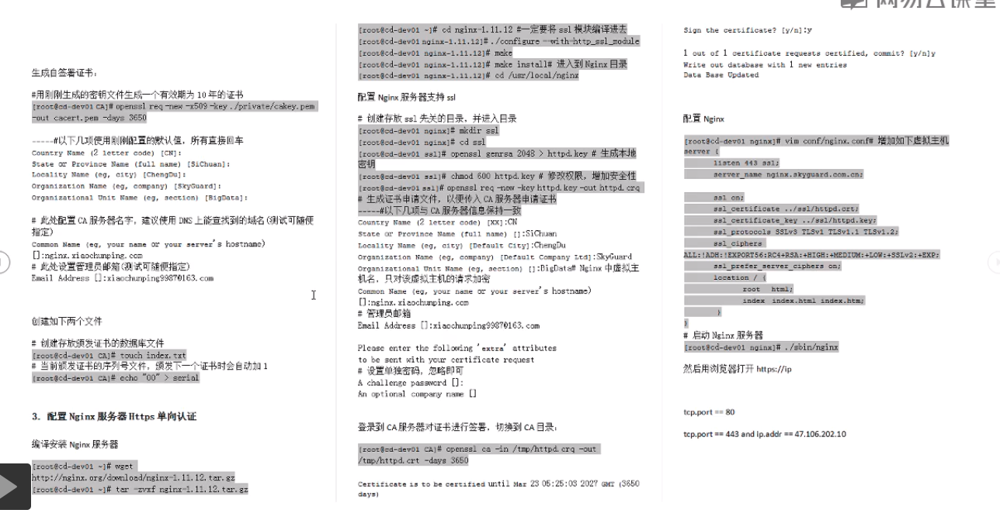 网易云课堂
生成自签署证书：
#用刚刚生成的密钥文件生成一个有效期为 10 年的证书
[root@cd-dev01 CA]# openssl req -new -x509 -key ./private/cakey.pem
-out cacert.pem -days 3650
-----#以下几项使用刚刚配置的默认值，所有直接回车
Country Name (2 letter code) [CN]:
State or Province Name (full name) [SiChuan]:
Locality Name (eg, city) [ChengDu]:
Organization Name (eg, company) [SkyGuard]:
Organizational Unit Name (eg, section) [BigData]:
# 此处配置 CA 服务器名字，建议使用 DNS 上能查找到的域名(测试可随便
指定)
Common Name (eg, your name or your server's hostname)
[]:nginx.xiaochunping.com
# 此处设置管理员邮箱(测试可随便指定)
Email Address []:xiaochunping9987@163.com
创建如下两个文件
# 创建存放颁发证书的数据库文件
[root@cd-dev01 CA]# touch index.txt
# 当前颁发证书的序列号文件，颁发下一个证书时会自动加 1
[root@cd-dev01 CA]# echo "00" > serial
3. 配置 Nginx 服务器 Https 单向认证
编译安装 Nginx 服务器
[root@cd-dev01 ~]# wget
http://nginx.org/download/nginx-1.11.12.tar.gz
[root@cd-dev01 ~]# tar -zvxf nginx-1.11.12.tar.gz
[root@cd-dev01 ~]# cd nginx-1.11.12 #一定要将 ssl 模块编译进去
[root@cd-dev01 nginx-1.11.12]# ./configure --with-http_ssl_module
[root@cd-dev01 nginx-1.11.12]# make
[root@cd-dev01 nginx-1.11.12]# make install# 进入到 Nginx 目录
[root@cd-dev01 nginx-1.11.12]# cd /usr/local/nginx
配置 Nginx 服务器支持 ssl
# 创建存放 ssl 先关的目录，并进入目录
[root@cd-dev01 nginx]# mkdir ssl
[root@cd-dev01 nginx]# cd ssl
[root@cd-dev01 ssl]# openssl genrsa 2048 > httpd.key # 生成本地
密钥
[root@cd-dev01 ssl]# chmod 600 httpd.key # 修改权限，增加安全性
[root@cd-dev01 ssl]# openssl req -new -key httpd.key -out httpd.crq
# 生成证书申请文件，以便传入 CA 服务器申请证书
-----#以下几项与 CA 服务器信息保持一致
Country Name (2 letter code) [XX]:CN
State or Province Name (full name) []:SiChuan
Locality Name (eg, city) [Default City]:ChengDu
Organization Name (eg, company) [Default Company Ltd]:SkyGuard
Organizational Unit Name (eg, section) []:BigData# Nginx 中虚拟主
机名，只对该虚拟主机的请求加密
Common Name (eg, your name or your server's hostname)
[]:nginx.xiaochunping.com
# 管理员邮箱
Email Address []:xiaochunping9987@163.com
Please enter the following 'extra' attributes
to be sent with your certificate request
# 设置单独密码，忽略即可
A challenge password []:
An optional company name []
登录到 CA 服务器对证书进行签署，切换到 CA 目录：
[root@cd-dev01 CA]# openssl ca -in /tmp/httpd.crq -out
/tmp/httpd.crt -days 3650
Certificate is to be certified until Mar 23 05:25:03 2027 GMT (3650
days)
Sign the certificate? [y/n]:y
1 out of 1 certificate requests certified, commit? [y/n]y
Write out database with 1 new entries
Data Base Updated
配置 Nginx
[root@cd-dev01 nginx]# vim conf/nginx.conf# 增加如下虚拟主机
server {
listen 443 ssl;
server_name nginx.skyguard.com.cn;
ssl on;
ssl_certificate ../ssl/httpd.crt;
ssl_certificate_key ../ssl/httpd.key;
ssl_protocols SSLv3 TLSv1 TLSv1.1 TLSv1.2;
ssl_ciphers
ALL:!ADH:!EXPORT56:RC4+RSA:+HIGH:+MEDIUM:+LOW:+SSLv2:+EXP;
ssl_prefer_server_ciphers on;
location / {
root html;
index index.html index.htm;
}
}
# 启动 Nginx 服务器
[root@cd-dev01 nginx]# ./sbin/nginx
然后用浏览器打开 https://ip
tcp.port == 80
tcp.port == 443 and ip.addr == 47.106.202.10